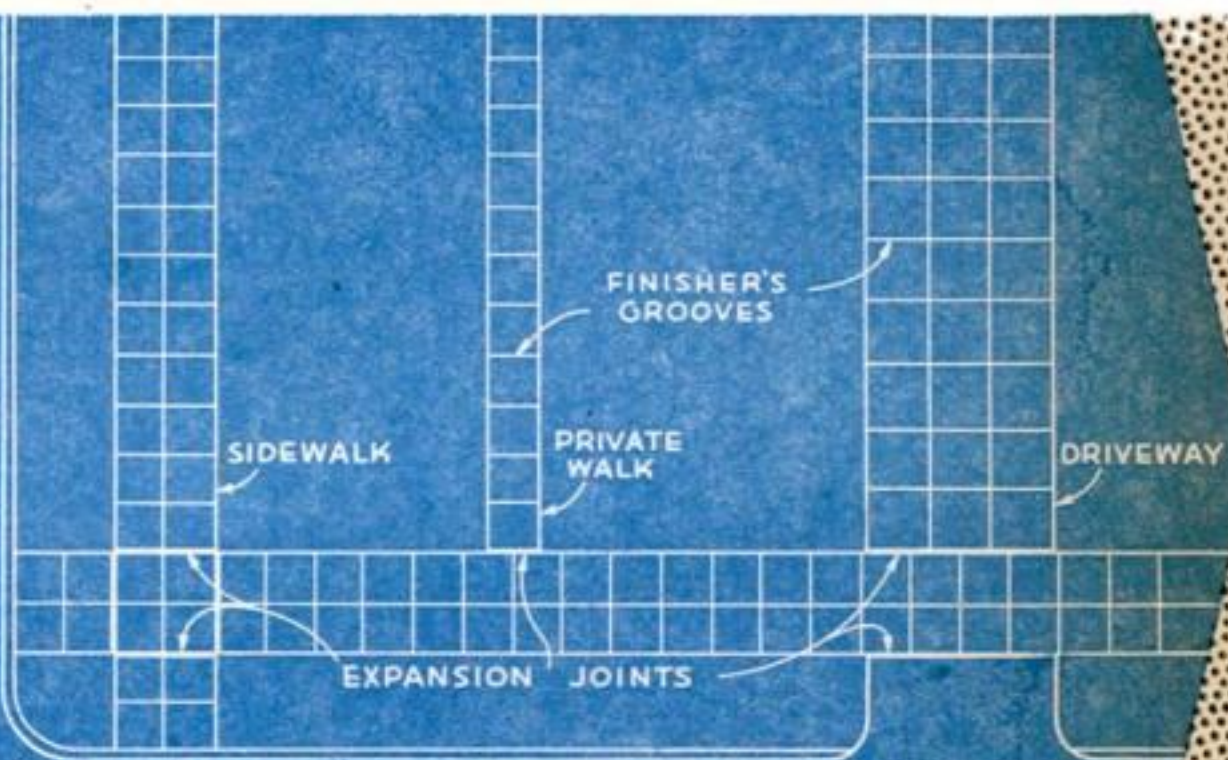 FINISHER'S
GROOVES
SIDEWALK
PRIVATE
WALK
DRIVEWAY
EXPANSION JOINTS